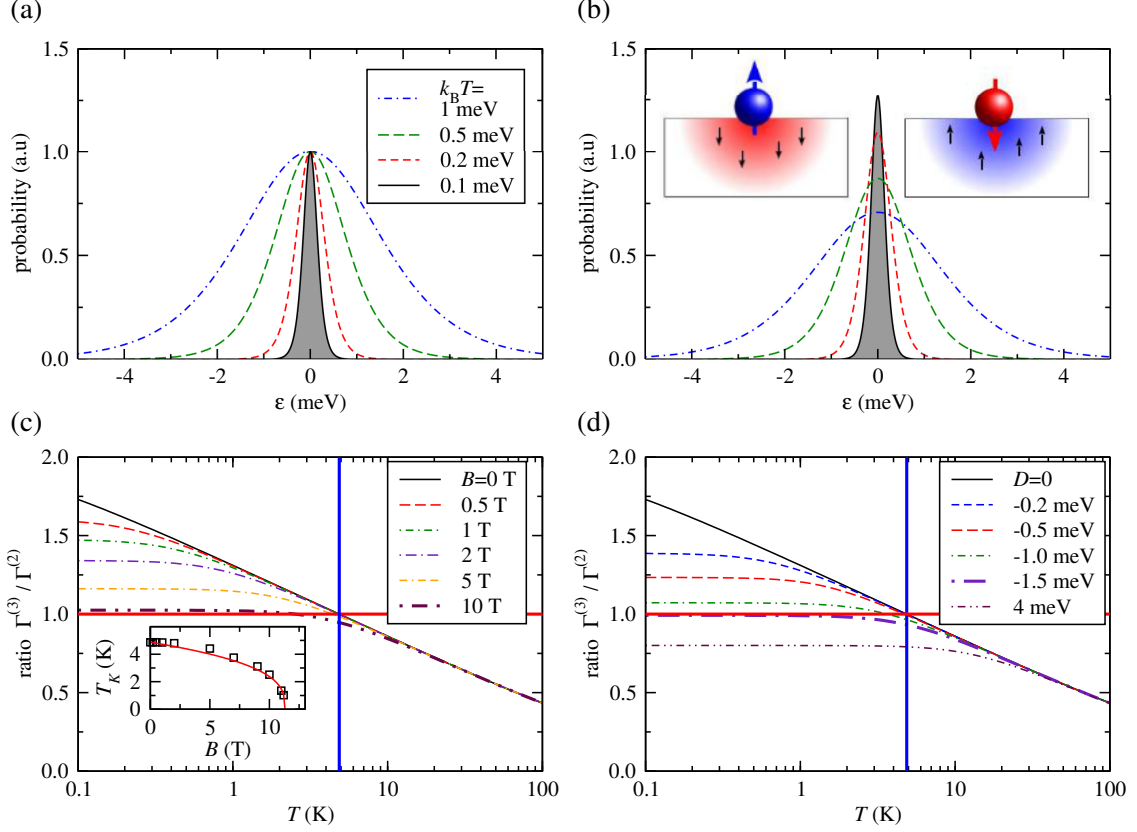 (a)
1.5
1.0
0.5
0.0
probability (a.u)
k_BT=
1 meV
0.5 meV
0.2 meV
0.1 meV
-4 -2 0 2 4
ε (meV)
(b)
1.5
1.0
0.5
0.0
probability (a.u)
-4 -2 0 2 4
ε (meV)
(c)
2.0
1.5
1.0
0.5
0.0
ratio Γ^(3) / Γ^(2)
B=0 T
0.5 T
1 T
2 T
5 T
10 T
T_K (K)
4
2
0
0 5 10
B (T)
0.1 1 10 100
T (K)
(d)
2.0
1.5
1.0
0.5
0.0
ratio Γ^(3) / Γ^(2)
D=0
-0.2 meV
-0.5 meV
-1.0 meV
-1.5 meV
4 meV
0.1 1 10 100
T (K)